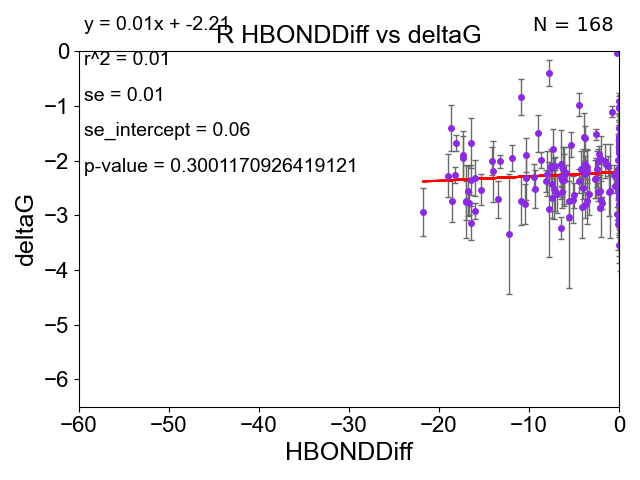 y = 0.01x + -2.21
N = 168
R HBONDDiff vs deltaG
r^2 = 0.01
se = 0.01
se_intercept = 0.06
p-value = 0.3001170926419121
0
−1
−2
−3
−4
−5
−6
deltaG
−60 −50 −40 −30 −20 −10 0
HBONDDiff